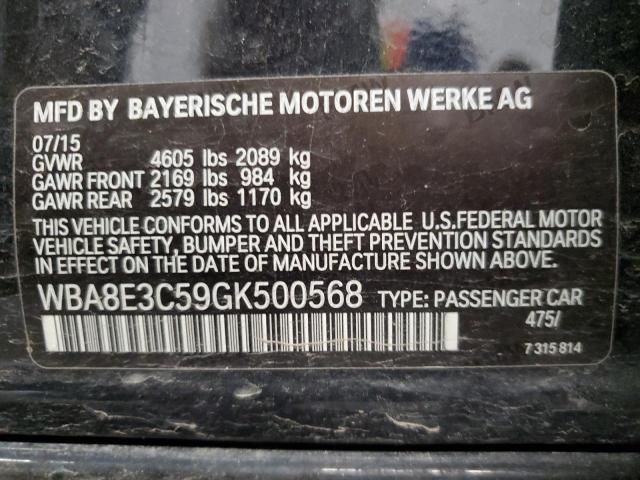 MFD BY BAYERISCHE MOTOREN WERKE AG
07/15
GVWR 4605 lbs 2089 kg
GAWR FRONT 2169 lbs 984 kg
GAWR REAR 2579 lbs 1170 kg
THIS VEHICLE CONFORMS TO ALL APPLICABLE U.S.FEDERAL MOTOR
VEHICLE SAFETY, BUMPER AND THEFT PREVENTION STANDARDS
IN EFFECT ON THE DATE OF MANUFACTURE SHOWN ABOVE.
WBA8E3C59GK500568 TYPE: PASSENGER CAR
475/
7 315 814